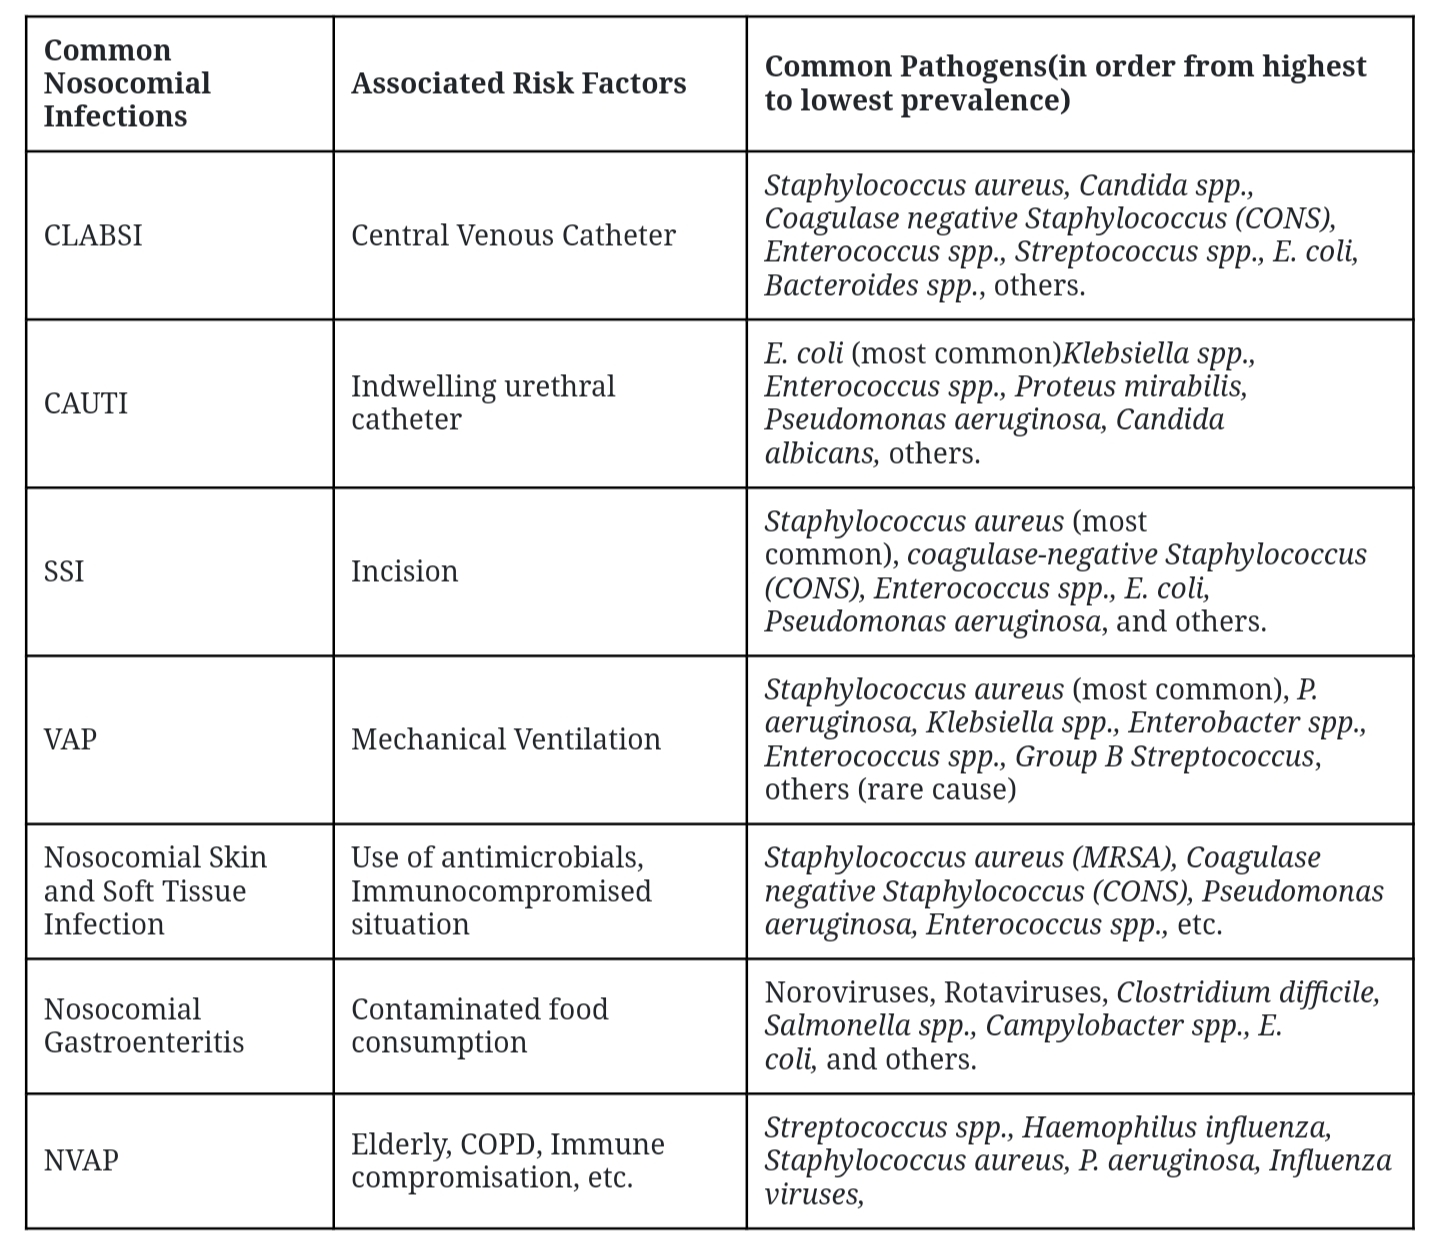 Common
Nosocomial
Infections
Associated Risk Factors
Common Pathogens(in order from highest
to lowest prevalence)
CLABSI
Central Venous Catheter
Staphylococcus aureus, Candida spp.,
Coagulase negative Staphylococcus (CONS),
Enterococcus spp., Streptococcus spp., E. coli,
Bacteroides spp., others.
CAUTI
Indwelling urethral
catheter
E. coli (most common)Klebsiella spp.,
Enterococcus spp., Proteus mirabilis,
Pseudomonas aeruginosa, Candida
albicans, others.
SSI
Incision
Staphylococcus aureus (most
common), coagulase-negative Staphylococcus
(CONS), Enterococcus spp., E. coli,
Pseudomonas aeruginosa, and others.
VAP
Mechanical Ventilation
Staphylococcus aureus (most common), P.
aeruginosa, Klebsiella spp., Enterobacter spp.,
Enterococcus spp., Group B Streptococcus,
others (rare cause)
Nosocomial Skin
and Soft Tissue
Infection
Use of antimicrobials,
Immunocompromised
situation
Staphylococcus aureus (MRSA), Coagulase
negative Staphylococcus (CONS), Pseudomonas
aeruginosa, Enterococcus spp., etc.
Nosocomial
Gastroenteritis
Contaminated food
consumption
Noroviruses, Rotaviruses, Clostridium difficile,
Salmonella spp., Campylobacter spp., E.
coli, and others.
NVAP
Elderly, COPD, Immune
compromisation, etc.
Streptococcus spp., Haemophilus influenza,
Staphylococcus aureus, P. aeruginosa, Influenza
viruses,